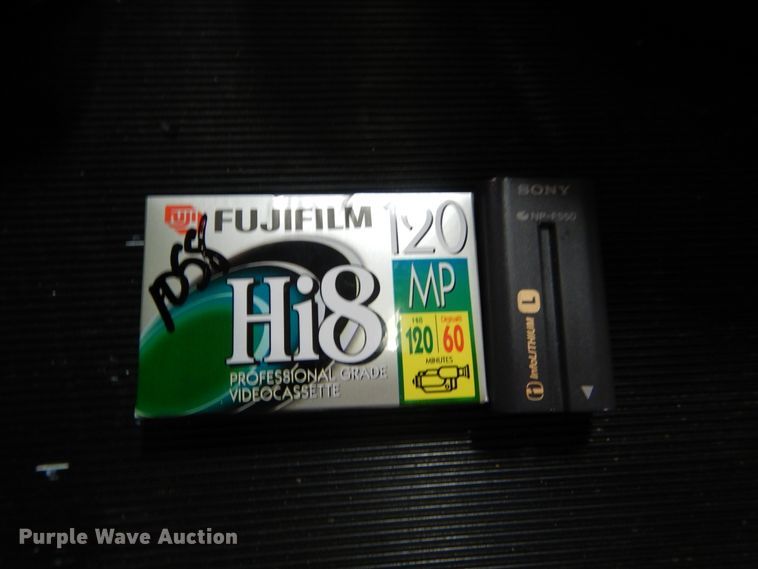 FUJI
FUJIFILM
120
MP
Hi8
PROFESSIONAL GRADE
VIDEOCASSETTE
Hi8
120
Digital8
60
MINUTES
SONY
NP-F550
InfoLITHIUM L
Purple Wave Auction